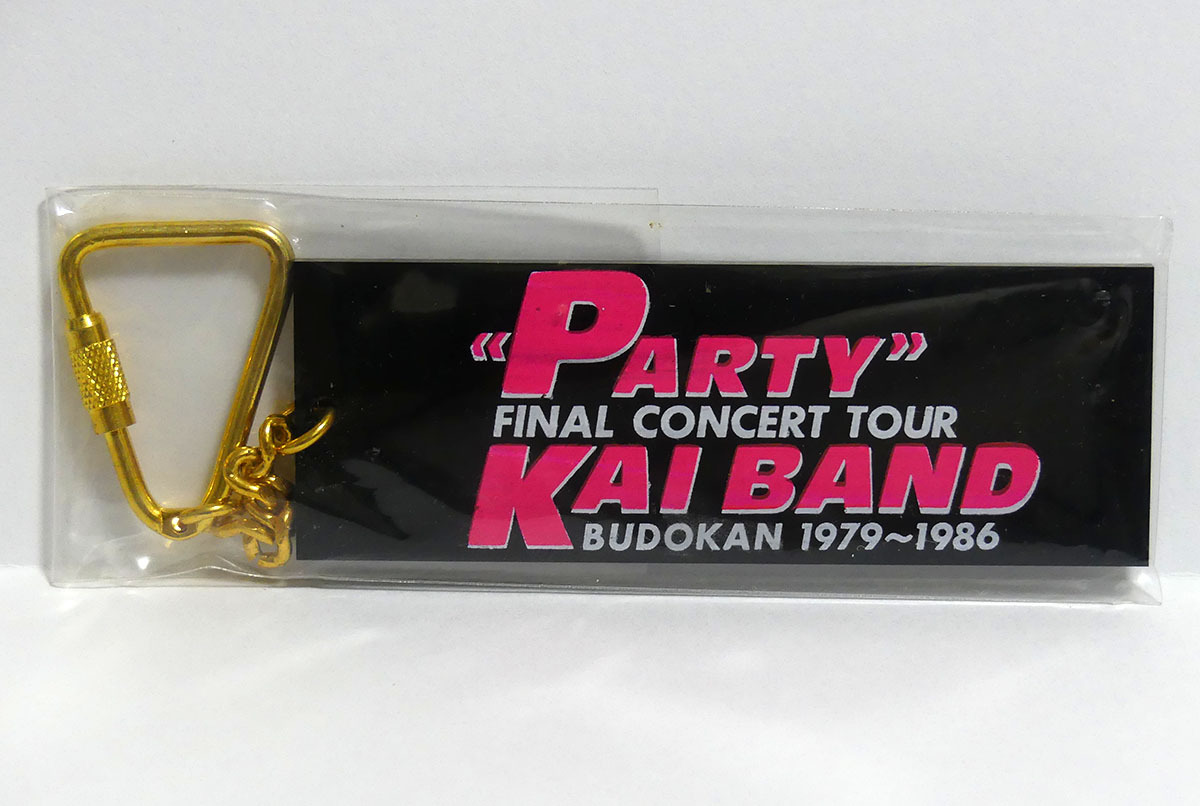 《PARTY》
FINAL CONCERT TOUR
KAI BAND
BUDOKAN 1979~1986